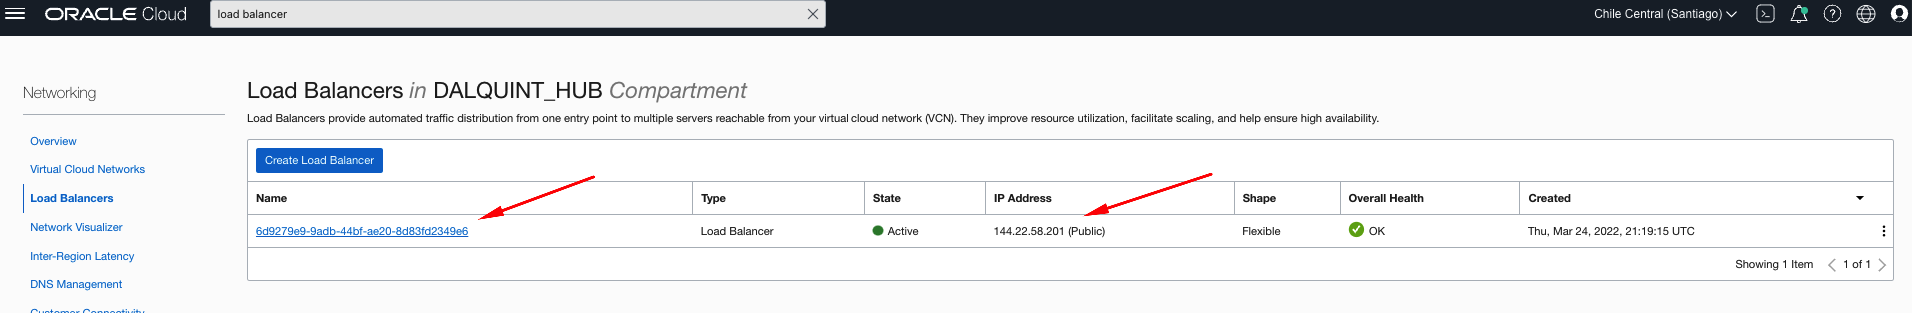 ORACLE Cloud
load balancer
Chile Central (Santiago)
Networking
Overview
Virtual Cloud Networks
Load Balancers
Network Visualizer
Inter-Region Latency
DNS Management
Customer Connectivity
Load Balancers in DALQUINT_HUB Compartment
Load Balancers provide automated traffic distribution from one entry point to multiple servers reachable from your virtual cloud network (VCN). They improve resource utilization, facilitate scaling, and help ensure high availability.
Create Load Balancer
Name Type State IP Address Shape Overall Health Created
6d9279e9-9adb-44bf-ae20-8d83fd2349e6 Load Balancer Active 144.22.58.201 (Public) Flexible OK Thu, Mar 24, 2022, 21:19:15 UTC
Showing 1 Item 1 of 1